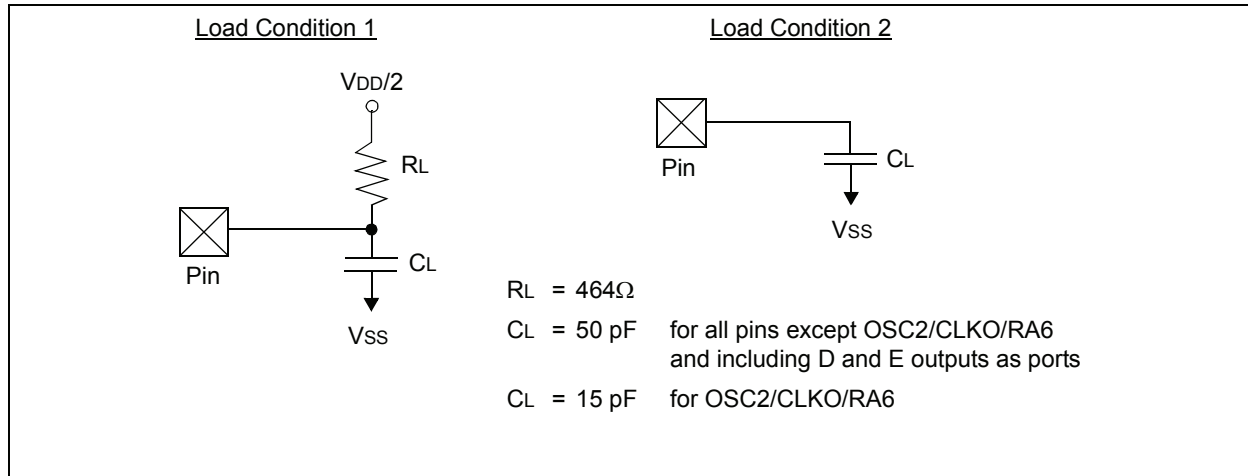 Load Condition 1
VDD/2
RL
Pin
CL
VSS
Load Condition 2
Pin
CL
VSS
RL = 464Ω
CL = 50 pF for all pins except OSC2/CLKO/RA6
and including D and E outputs as ports
CL = 15 pF for OSC2/CLKO/RA6